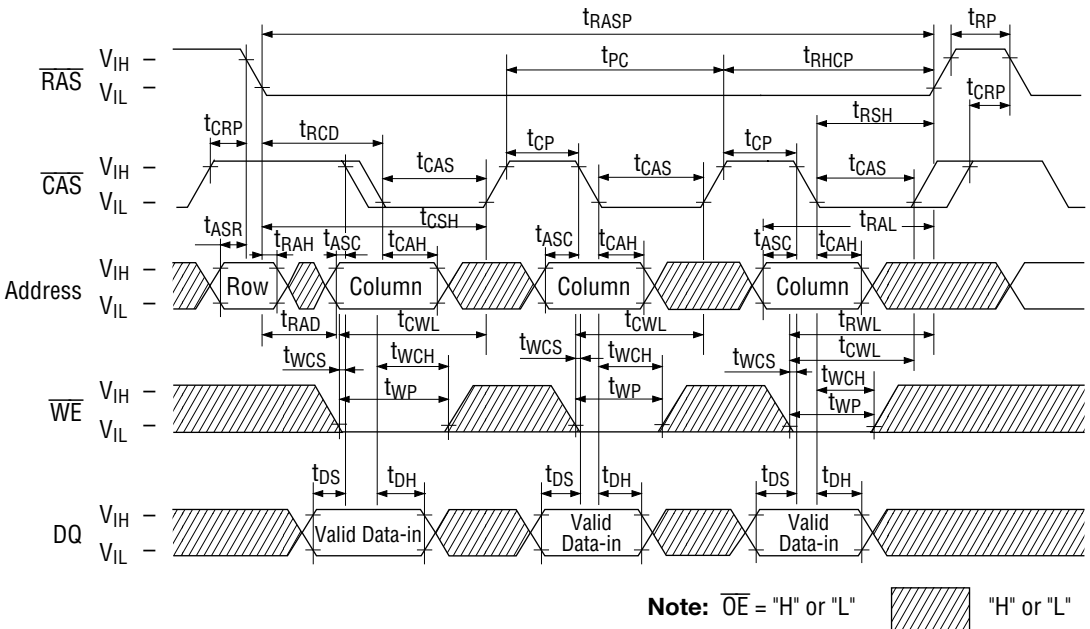 tRASP tRP
RAS VIH –
VIL –
tPC tRHCP
tCRP tRCD tCP tCP tRSH tCRP
CAS VIH –
VIL –
tCAS tCAS tCAS
tCSH tRAL
tASR tRAH tASC tCAH tASC tCAH tASC tCAH
Address VIH –
VIL –
Row Column Column Column
tRAD tCWL tCWL tRWL
tWCS tWCH tWCS tWCH tWCS tCWL
tWCH
WE VIH –
VIL –
tWP tWP tWP
tDS tDH tDS tDH tDS tDH
DQ VIH –
VIL –
Valid Data-in Valid Data-in Valid Data-in
Note: OE = "H" or "L" "H" or "L"